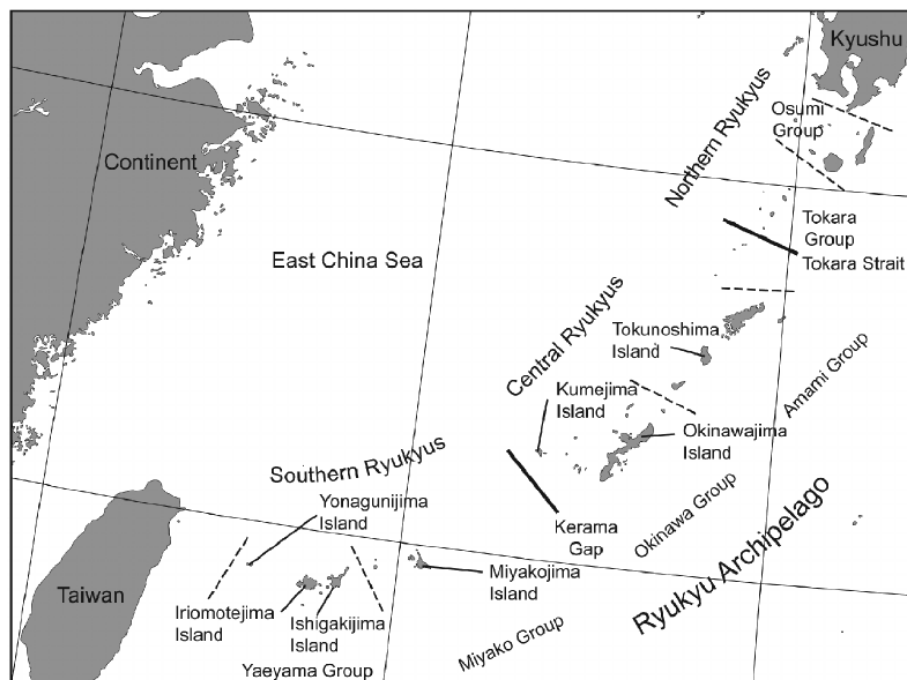 Kyushu
Osumi
Group
Northern Ryukyus
Continent
Tokara
Group
Tokara Strait
East China Sea
Central Ryukyus
Tokunoshima
Island
Amami Group
Kumejima
Island
Okinawajima
Island
Southern Ryukyus
Yonagunijima
Island
Kerama
Gap
Okinawa Group
Ryukyu Archipelago
Taiwan
Iriomotejima
Island
Ishigakijima
Island
Miyakojima
Island
Yaeyama Group
Miyako Group